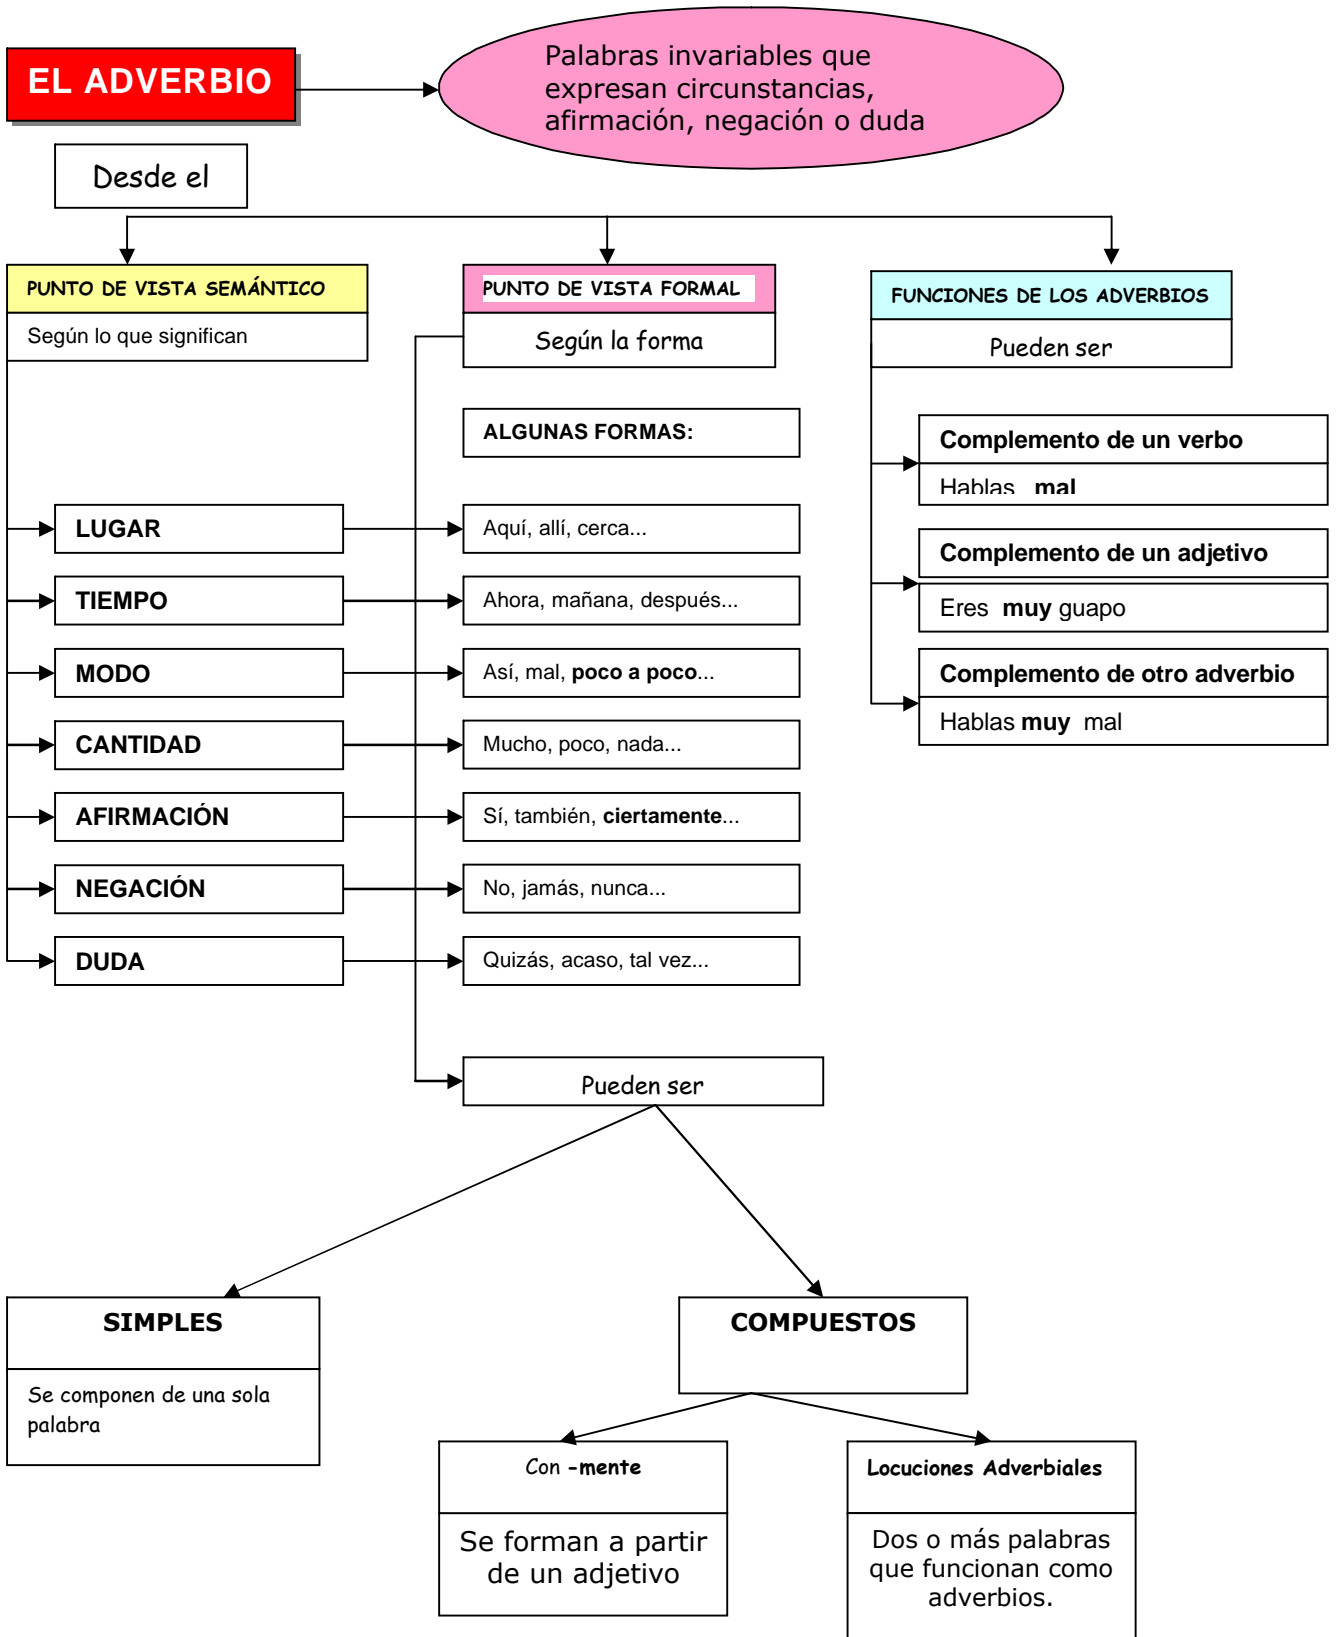 EL ADVERBIO
Palabras invariables que
expresan circunstancias,
afirmación, negación o duda
Desde el
PUNTO DE VISTA SEMÁNTICO
Según lo que significan
PUNTO DE VISTA FORMAL
Según la forma
FUNCIONES DE LOS ADVERBIOS
Pueden ser
ALGUNAS FORMAS:
Complemento de un verbo
Hablas mal
Complemento de un adjetivo
Eres muy guapo
Complemento de otro adverbio
Hablas muy mal
LUGAR
Aquí, allí, cerca...
TIEMPO
Ahora, mañana, después...
MODO
Así, mal, poco a poco...
CANTIDAD
Mucho, poco, nada...
AFIRMACIÓN
Sí, también, ciertamente...
NEGACIÓN
No, jamás, nunca...
DUDA
Quizás, acaso, tal vez...
Pueden ser
SIMPLES
Se componen de una sola
palabra
COMPUESTOS
Con -mente
Se forman a partir
de un adjetivo
Locuciones Adverbiales
Dos o más palabras
que funcionan como
adverbios.